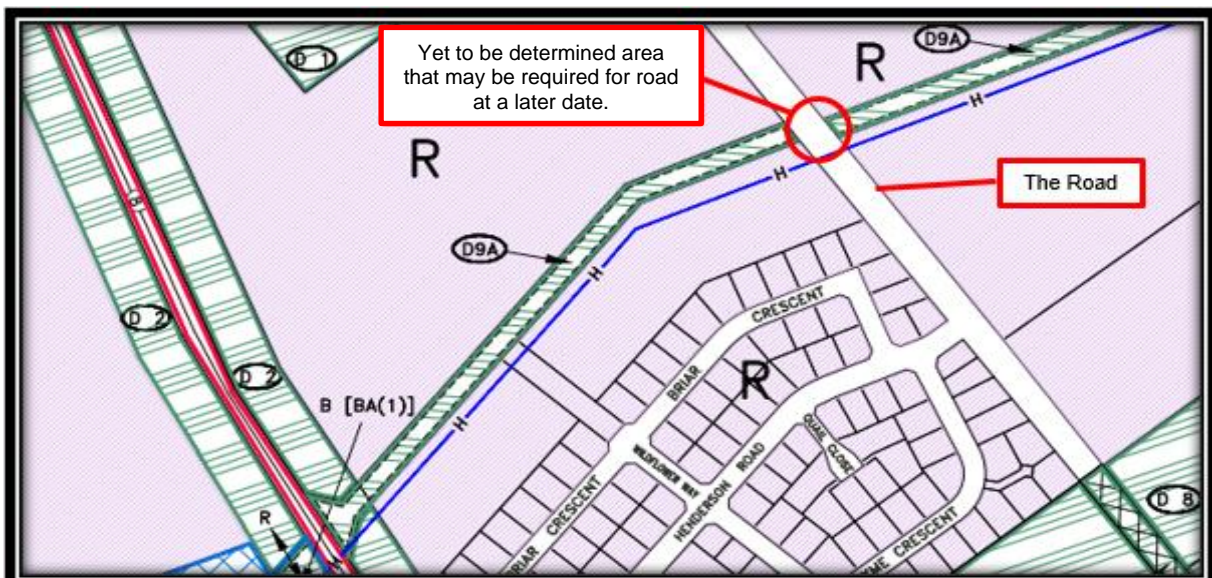 D 1
Yet to be determined area
that may be required for road
at a later date.
R
D9A
R
H
B
H
The Road
D9A
H
D 2
CRESCENT
BRIAR
R
D 2
B [BA(1)]
H
QUAIL CLOSE
WILDFLOWER WAY
HENDERSON ROAD
BRIAR CRESCENT
D 8
R
YME CRESCENT
H